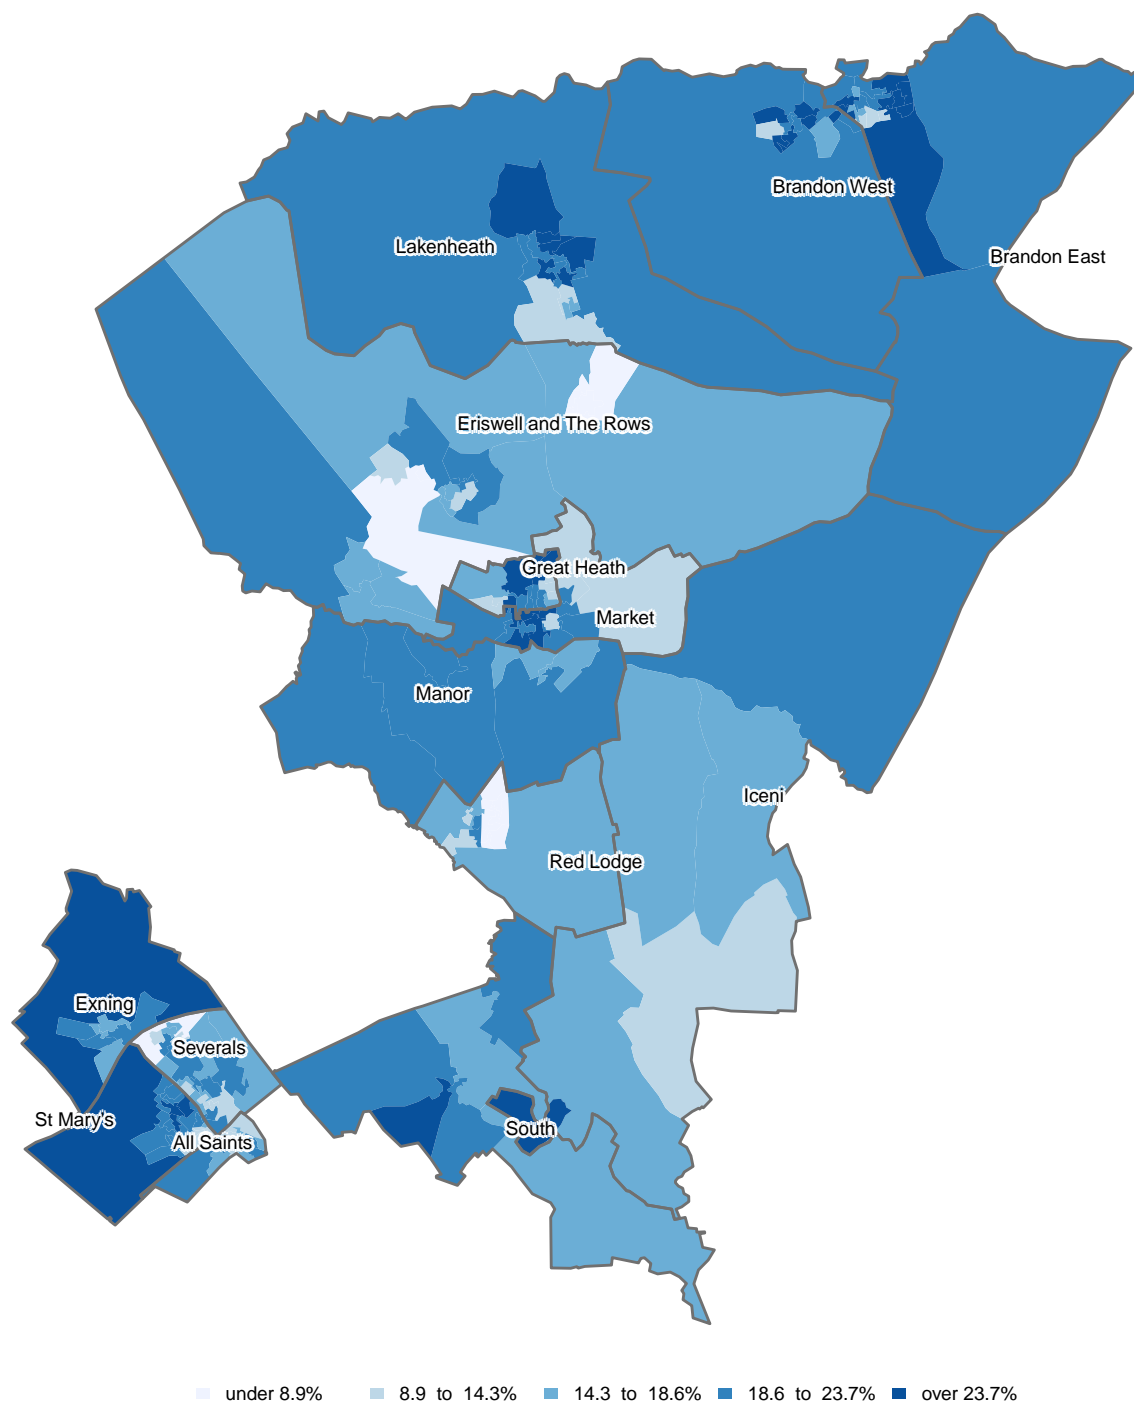 Brandon West
Lakenheath
Brandon East
Eriswell and The Rows
Great Heath
Market
Manor
Iceni
Red Lodge
Exning
Severals
St Mary's
South
All Saints
under 8.9% 8.9 to 14.3% 14.3 to 18.6% 18.6 to 23.7% over 23.7%